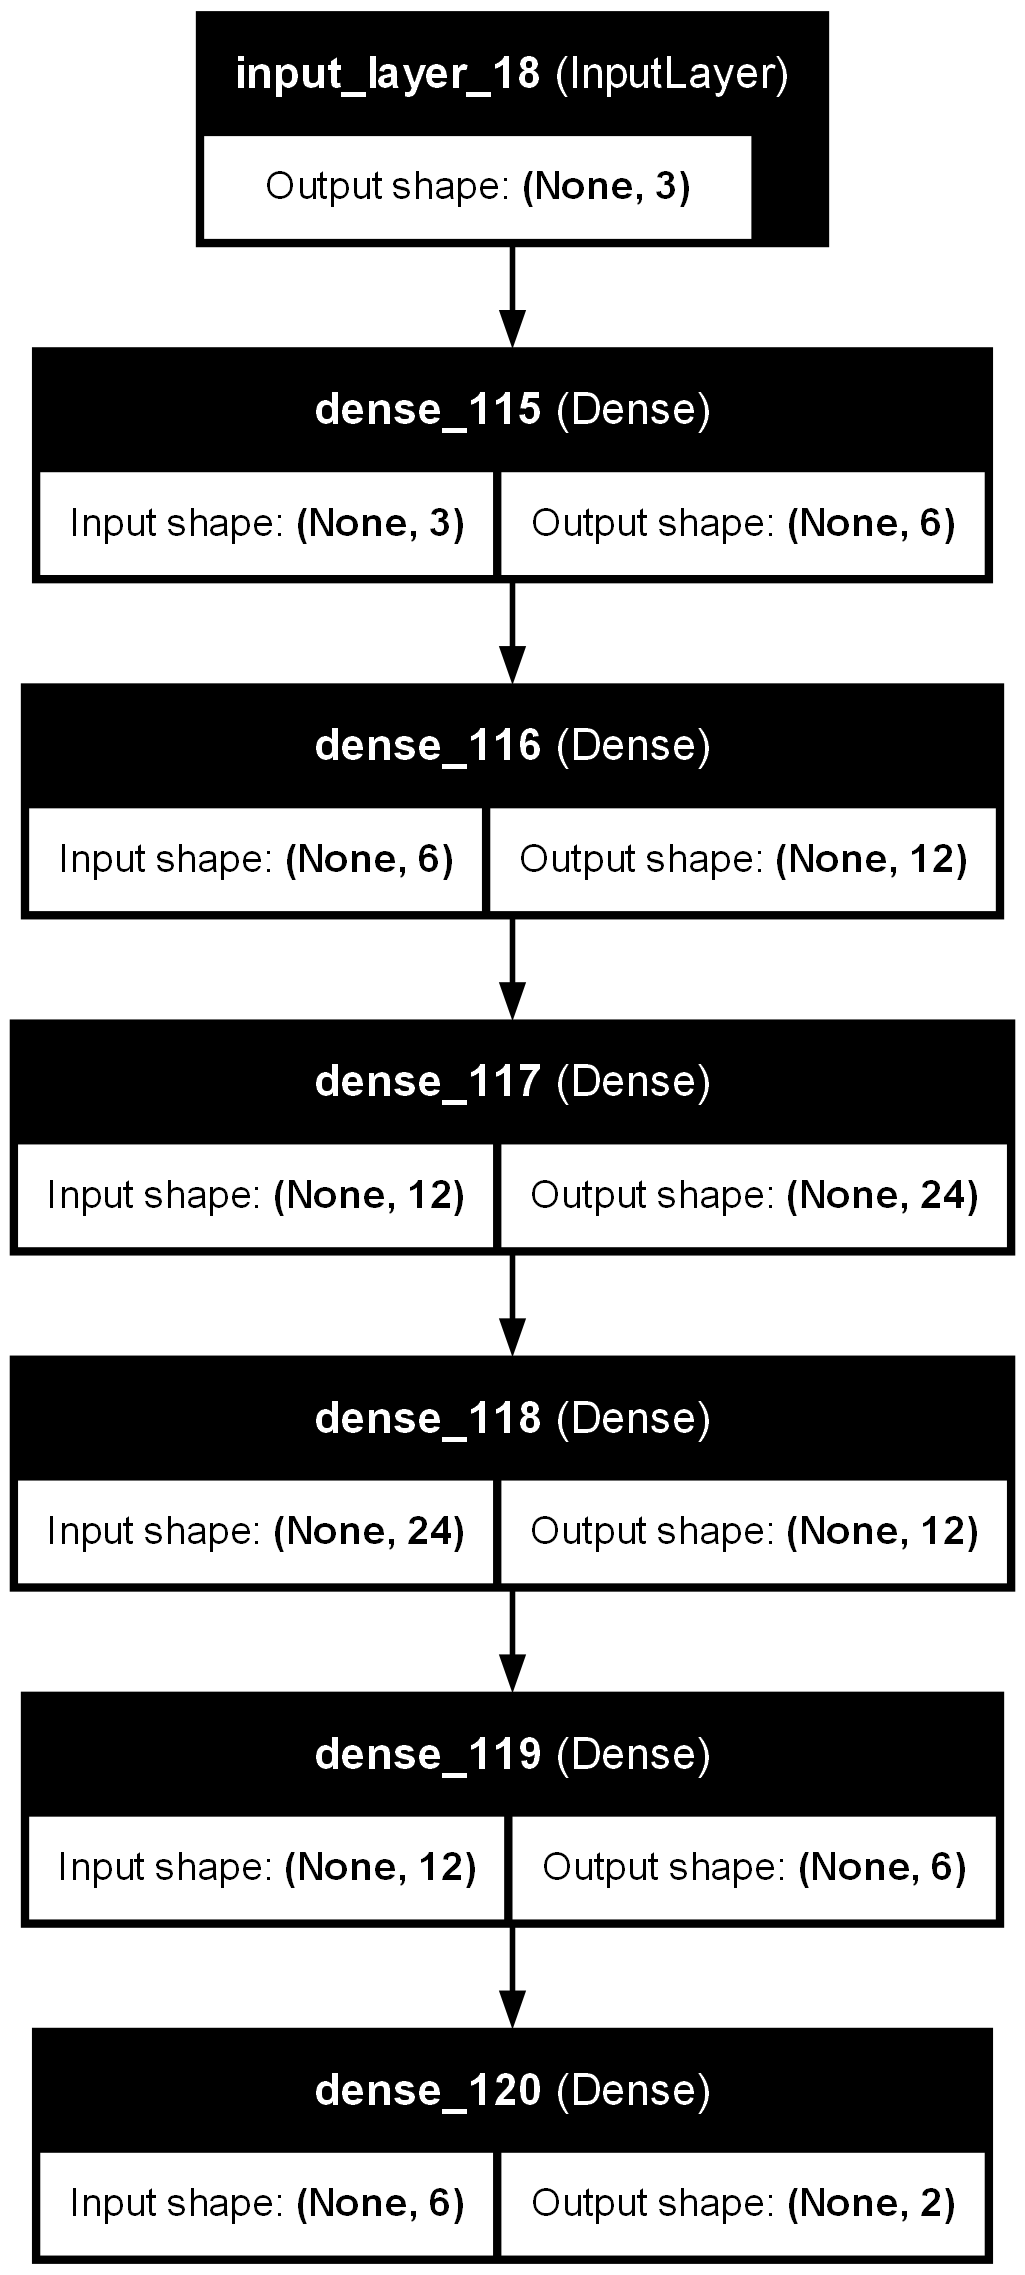 input_layer_18 (InputLayer)
Output shape: (None, 3)
dense_115 (Dense)
Input shape: (None, 3) Output shape: (None, 6)
dense_116 (Dense)
Input shape: (None, 6) Output shape: (None, 12)
dense_117 (Dense)
Input shape: (None, 12) Output shape: (None, 24)
dense_118 (Dense)
Input shape: (None, 24) Output shape: (None, 12)
dense_119 (Dense)
Input shape: (None, 12) Output shape: (None, 6)
dense_120 (Dense)
Input shape: (None, 6) Output shape: (None, 2)